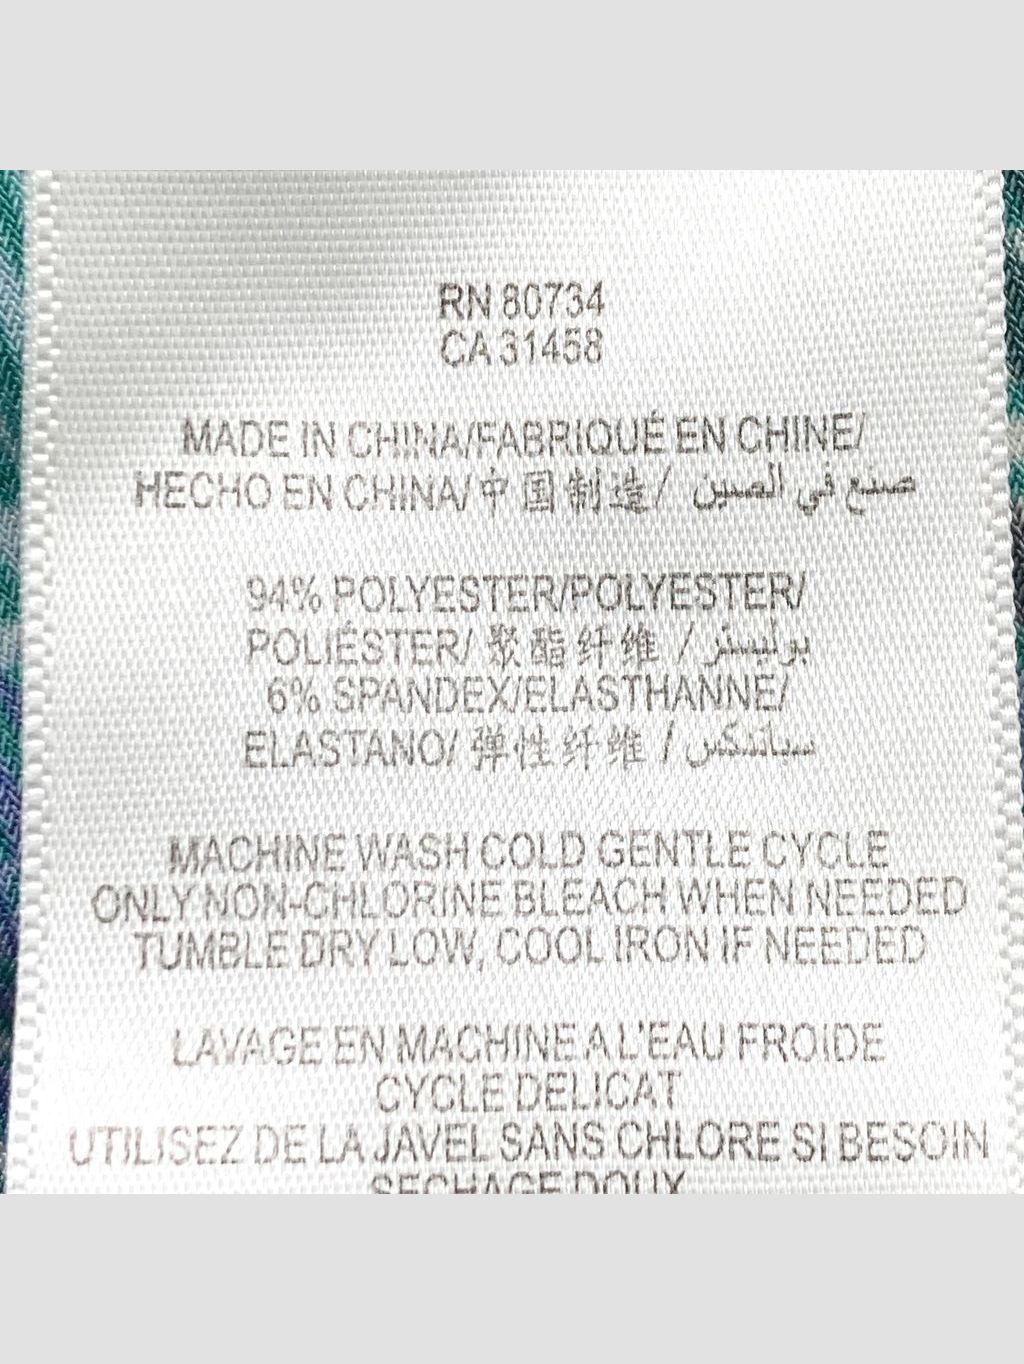 RN 80734
CA 31458
MADE IN CHINA/FABRIQUÉ EN CHINE/
HECHO EN CHINA/中国制造/ صنع في الصين
94% POLYESTER/POLYESTER/
POLIÉSTER/ 聚酯纤维 / بوليستر
6% SPANDEX/ÉLASTHANNE/
ELASTANO/ 弹性纤维 / سباندكس
MACHINE WASH COLD GENTLE CYCLE
ONLY NON-CHLORINE BLEACH WHEN NEEDED
TUMBLE DRY LOW, COOL IRON IF NEEDED
LAVAGE EN MACHINE A L'EAU FROIDE
CYCLE DELICAT
UTILISEZ DE LA JAVEL SANS CHLORE SI BESOIN
SECHAGE DOUX